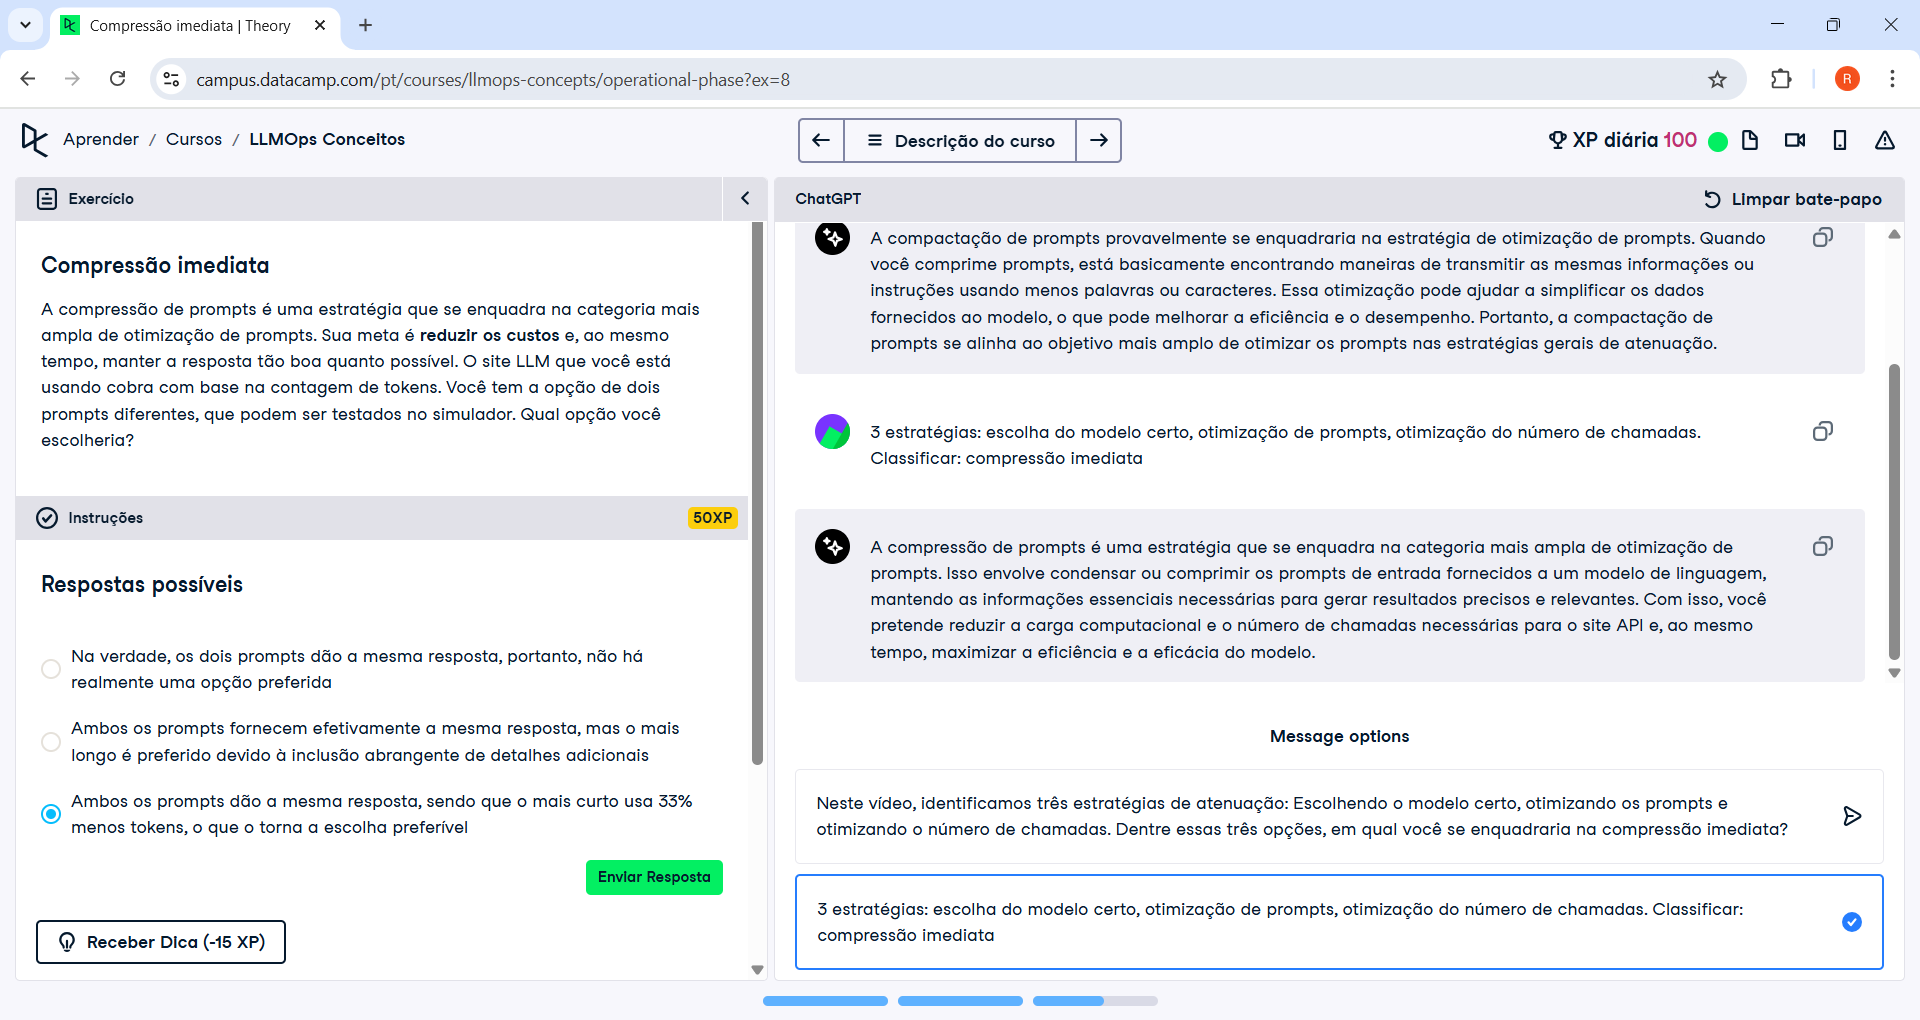 Compressão imediata | Theory
campus.datacamp.com/pt/courses/llmops-concepts/operational-phase?ex=8
R
Aprender / Cursos / LLMOps Conceitos
Descrição do curso
XP diária 100
Exercício
Compressão imediata
A compressão de prompts é uma estratégia que se enquadra na categoria mais
ampla de otimização de prompts. Sua meta é reduzir os custos e, ao mesmo
tempo, manter a resposta tão boa quanto possível. O site LLM que você está
usando cobra com base na contagem de tokens. Você tem a opção de dois
prompts diferentes, que podem ser testados no simulador. Qual opção você
escolheria?
Instruções
50XP
Respostas possíveis
Na verdade, os dois prompts dão a mesma resposta, portanto, não há
realmente uma opção preferida
Ambos os prompts fornecem efetivamente a mesma resposta, mas o mais
longo é preferido devido à inclusão abrangente de detalhes adicionais
Ambos os prompts dão a mesma resposta, sendo que o mais curto usa 33%
menos tokens, o que o torna a escolha preferível
Enviar Resposta
Receber Dica (-15 XP)
ChatGPT
Limpar bate-papo
A compactação de prompts provavelmente se enquadraria na estratégia de otimização de prompts. Quando
você comprime prompts, está basicamente encontrando maneiras de transmitir as mesmas informações ou
instruções usando menos palavras ou caracteres. Essa otimização pode ajudar a simplificar os dados
fornecidos ao modelo, o que pode melhorar a eficiência e o desempenho. Portanto, a compactação de
prompts se alinha ao objetivo mais amplo de otimizar os prompts nas estratégias gerais de atenuação.
3 estratégias: escolha do modelo certo, otimização de prompts, otimização do número de chamadas.
Classificar: compressão imediata
A compressão de prompts é uma estratégia que se enquadra na categoria mais ampla de otimização de
prompts. Isso envolve condensar ou comprimir os prompts de entrada fornecidos a um modelo de linguagem,
mantendo as informações essenciais necessárias para gerar resultados precisos e relevantes. Com isso, você
pretende reduzir a carga computacional e o número de chamadas necessárias para o site API e, ao mesmo
tempo, maximizar a eficiência e a eficácia do modelo.
Message options
Neste vídeo, identificamos três estratégias de atenuação: Escolhendo o modelo certo, otimizando os prompts e
otimizando o número de chamadas. Dentre essas três opções, em qual você se enquadraria na compressão imediata?
3 estratégias: escolha do modelo certo, otimização de prompts, otimização do número de chamadas. Classificar:
compressão imediata